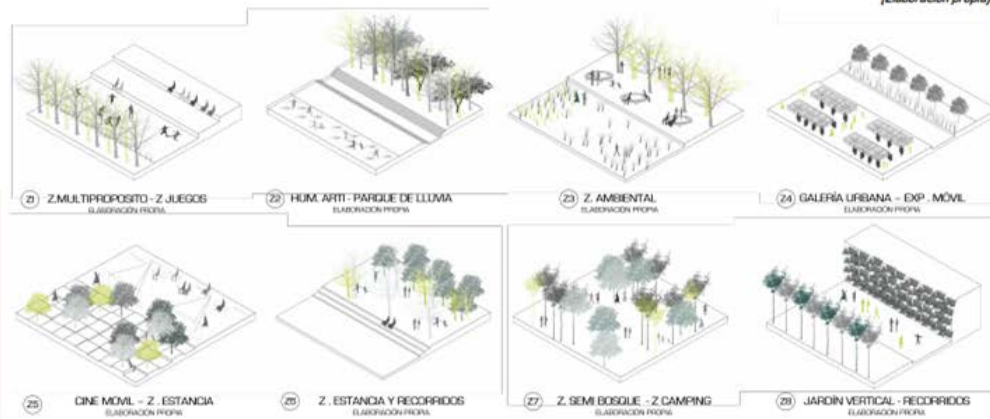 [Elaboración propia]
Z1 Z.MULTIPROPOSITO - Z JUEGOS
ELABORACIÓN PROPIA
Z2 HUM. ARTI - PARQUE DE LLUVIA
ELABORACIÓN PROPIA
Z3 Z. AMBIENTAL
ELABORACIÓN PROPIA
Z4 GALERÍA URBANA - EXP. MÓVIL
ELABORACIÓN PROPIA
Z5 CINE MOVIL - Z. ESTANCIA
ELABORACIÓN PROPIA
Z6 Z. ESTANCIA Y RECORRIDOS
ELABORACIÓN PROPIA
Z7 Z. SEMI BOSQUE - Z CAMPING
ELABORACIÓN PROPIA
Z8 JARDÍN VERTICAL - RECORRIDOS
ELABORACIÓN PROPIA